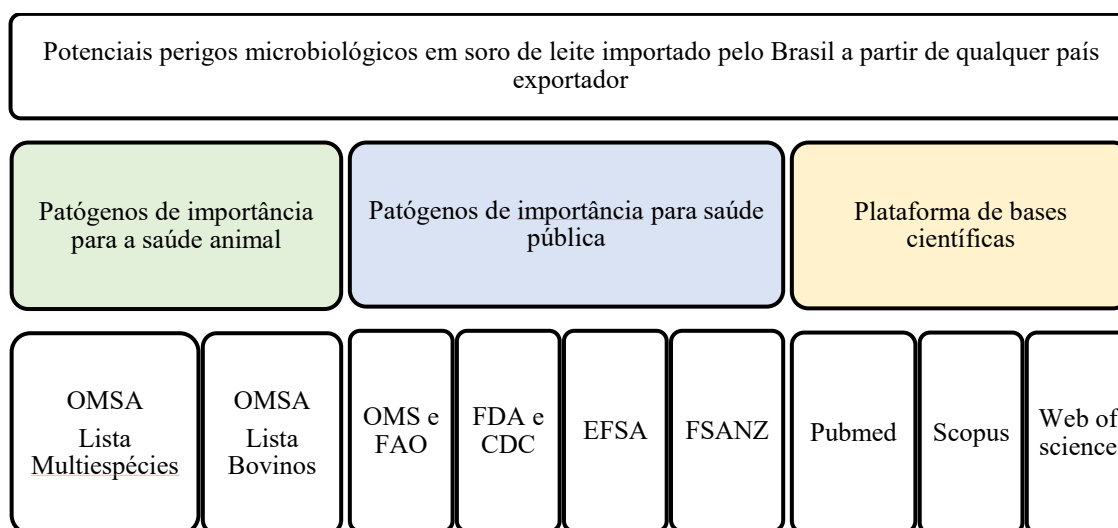 Potenciais perigos microbiológicos em soro de leite importado pelo Brasil a partir de qualquer país
exportador
Patógenos de importância
para a saúde animal
Patógenos de importância para saúde
pública
Plataforma de bases
científicas
OMSA
Lista
Multiespécies
OMSA
Lista
Bovinos
OMS e
FAO
FDA e
CDC
EFSA
FSANZ
Pubmed
Scopus
Web of
science